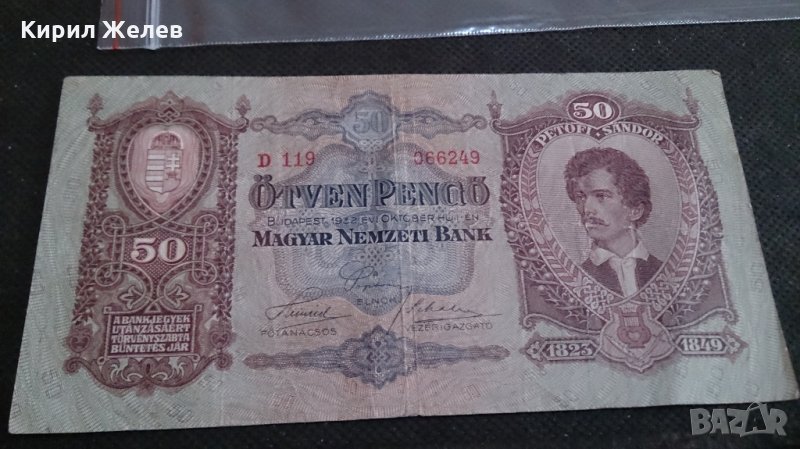 Кирил Желев
50
50
PETŐFI SÁNDOR
D 119 066249
ÖTVEN PENGŐ
BUDAPEST, 1932. ÉVI OKTÓBER HÓ 1-ÉN
MAGYAR NEMZETI BANK
50
ELNÖK
FŐTANÁCSOS VEZÉRIGAZGATÓ
A BANKJEGYEK
UTÁNZÁSÁÉRT
TÖRVÉNYSZABTA
BÜNTETÉS JÁR
1823 1849
BAZAR